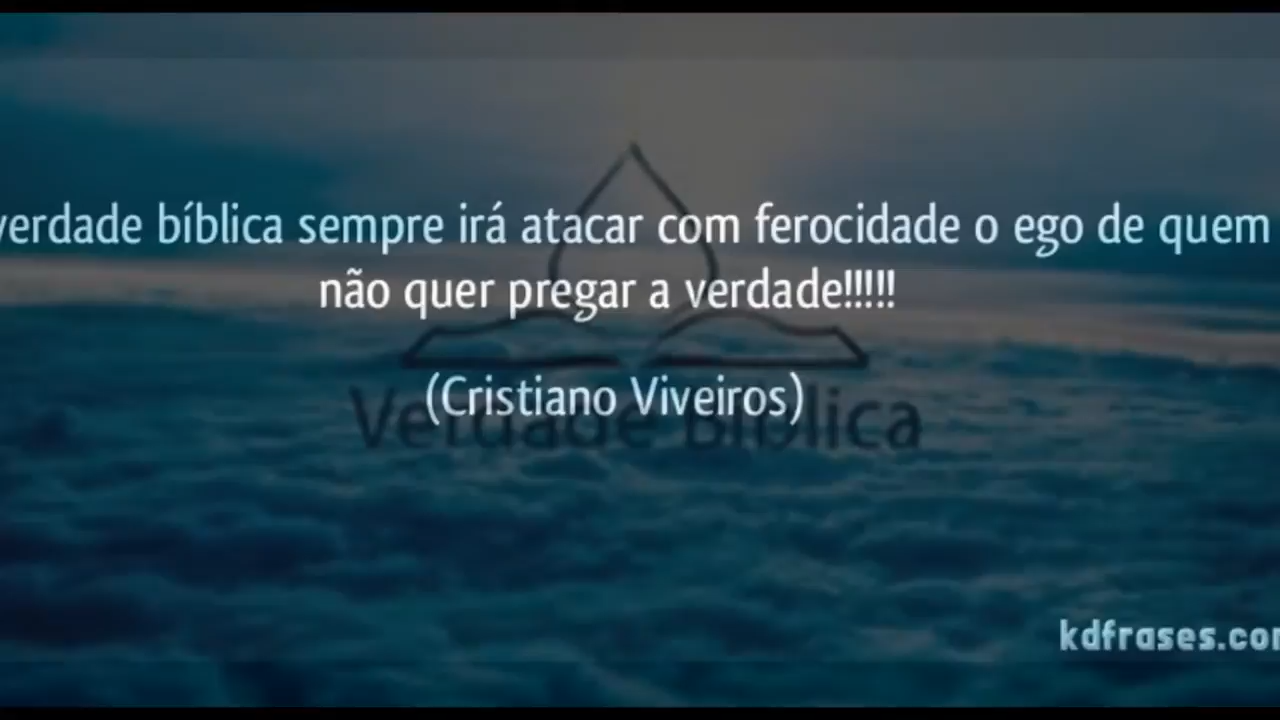 verdade bíblica sempre irá atacar com ferocidade o ego de quem
não quer pregar a verdade!!!!!
(Cristiano Viveiros)
Verdade Bíblica
kdfrases.com